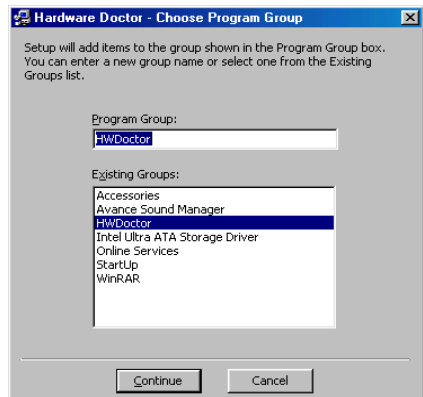 Hardware Doctor - Choose Program Group
Setup will add items to the group shown in the Program Group box.
You can enter a new group name or select one from the Existing
Groups list.
Program Group:
HWDoctor
Existing Groups:
Accessories
Avance Sound Manager
HWDoctor
Intel Ultra ATA Storage Driver
Online Services
StartUp
WinRAR
Continue
Cancel